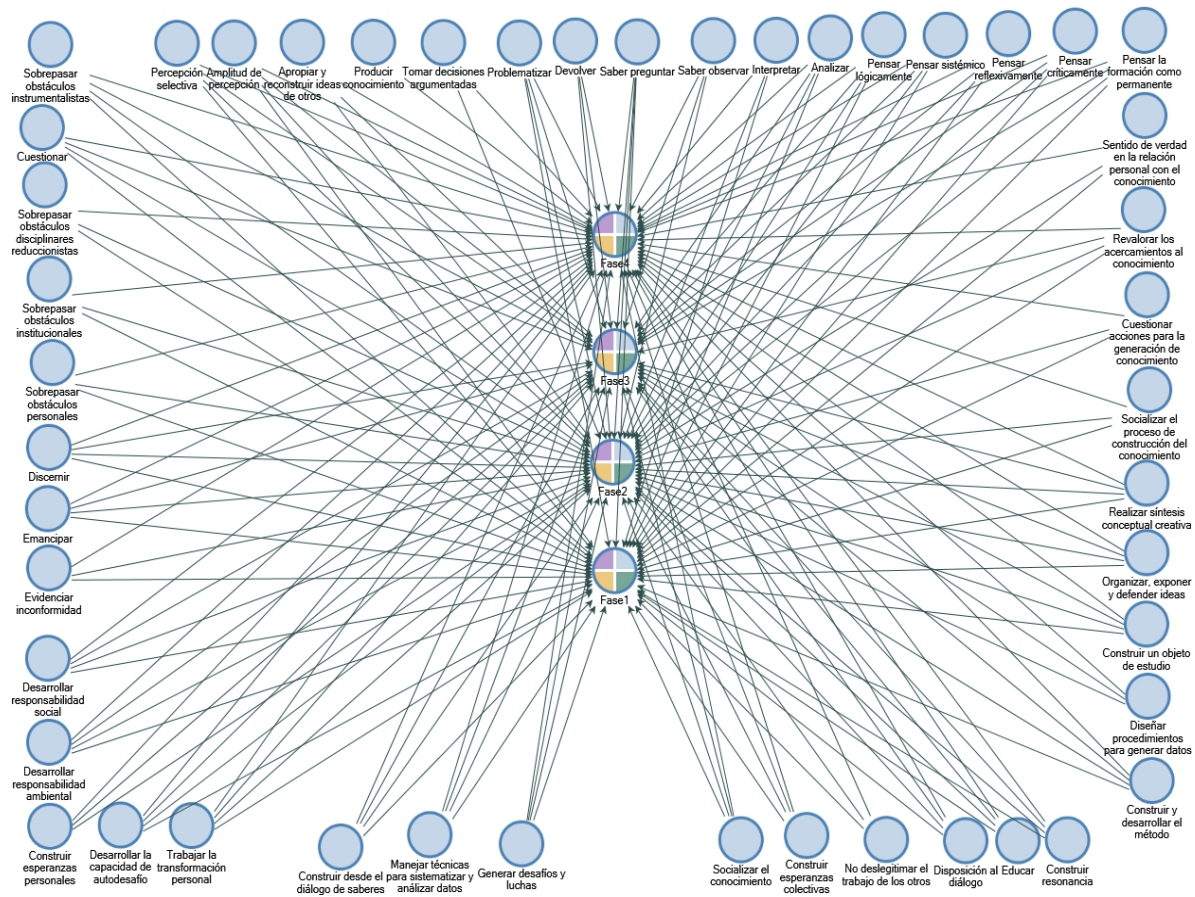 Sobrepasar
obstáculos
instrumentalistas
Percepción
selectiva
Amplitud de
percepción
Apropiar y
reconstruir ideas
de otros
Producir
conocimiento
Tomar decisiones
argumentadas
Problematizar
Devolver
Saber preguntar
Saber observar
Interpretar
Analizar
Pensar
lógicamente
Pensar sistémico
Pensar
reflexivamente
Pensar
críticamente
Pensar la
formación como
permanente
Cuestionar
Sobrepasar
obstáculos
disciplinares
reduccionistas
Sobrepasar
obstáculos
institucionales
Sobrepasar
obstáculos
personales
Discernir
Emancipar
Evidenciar
inconformidad
Desarrollar
responsabilidad
social
Desarrollar
responsabilidad
ambiental
Construir
esperanzas
personales
Desarrollar la
capacidad de
autodesafío
Trabajar la
transformación
personal
Construir desde el
diálogo de saberes
Manejar técnicas
para sistematizar y
análizar datos
Generar desafíos y
luchas
Socializar el
conocimiento
Construir
esperanzas
colectivas
No deslegitimar el
trabajo de los otros
Disposición al
diálogo
Educar
Construir
resonancia
Sentido de verdad
en la relación
personal con el
conocimiento
Revalorar los
acercamientos al
conocimiento
Cuestionar
acciones para la
generación de
conocimiento
Socializar el
proceso de
construcción del
conocimiento
Realizar síntesis
conceptual creativa
Organizar, exponer
y defender ideas
Construir un objeto
de estudio
Diseñar
procedimientos
para generar datos
Construir y
desarrollar el
método
Fase4
Fase3
Fase2
Fase1